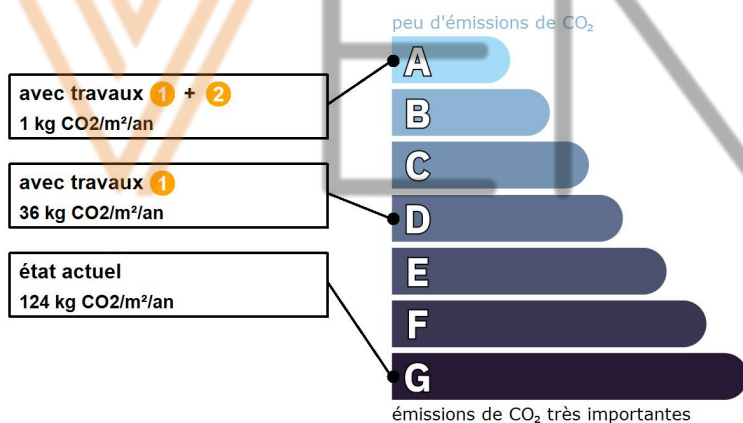 peu d'émissions de CO₂
A
avec travaux 1 + 2
1 kg CO2/m²/an
B
C
avec travaux 1
36 kg CO2/m²/an
D
état actuel
124 kg CO2/m²/an
E
F
G
émissions de CO₂ très importantes